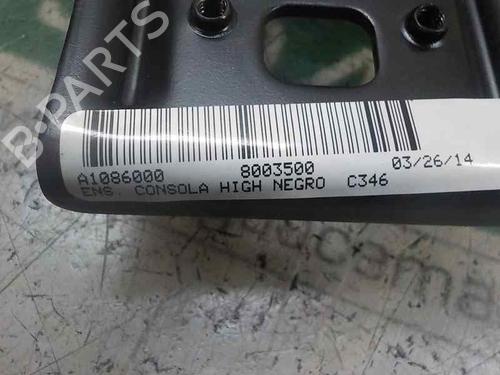 B-PARTS
A1086000 8003500 03/26/14
ENS. CONSOLA HIGH NEGRO C346